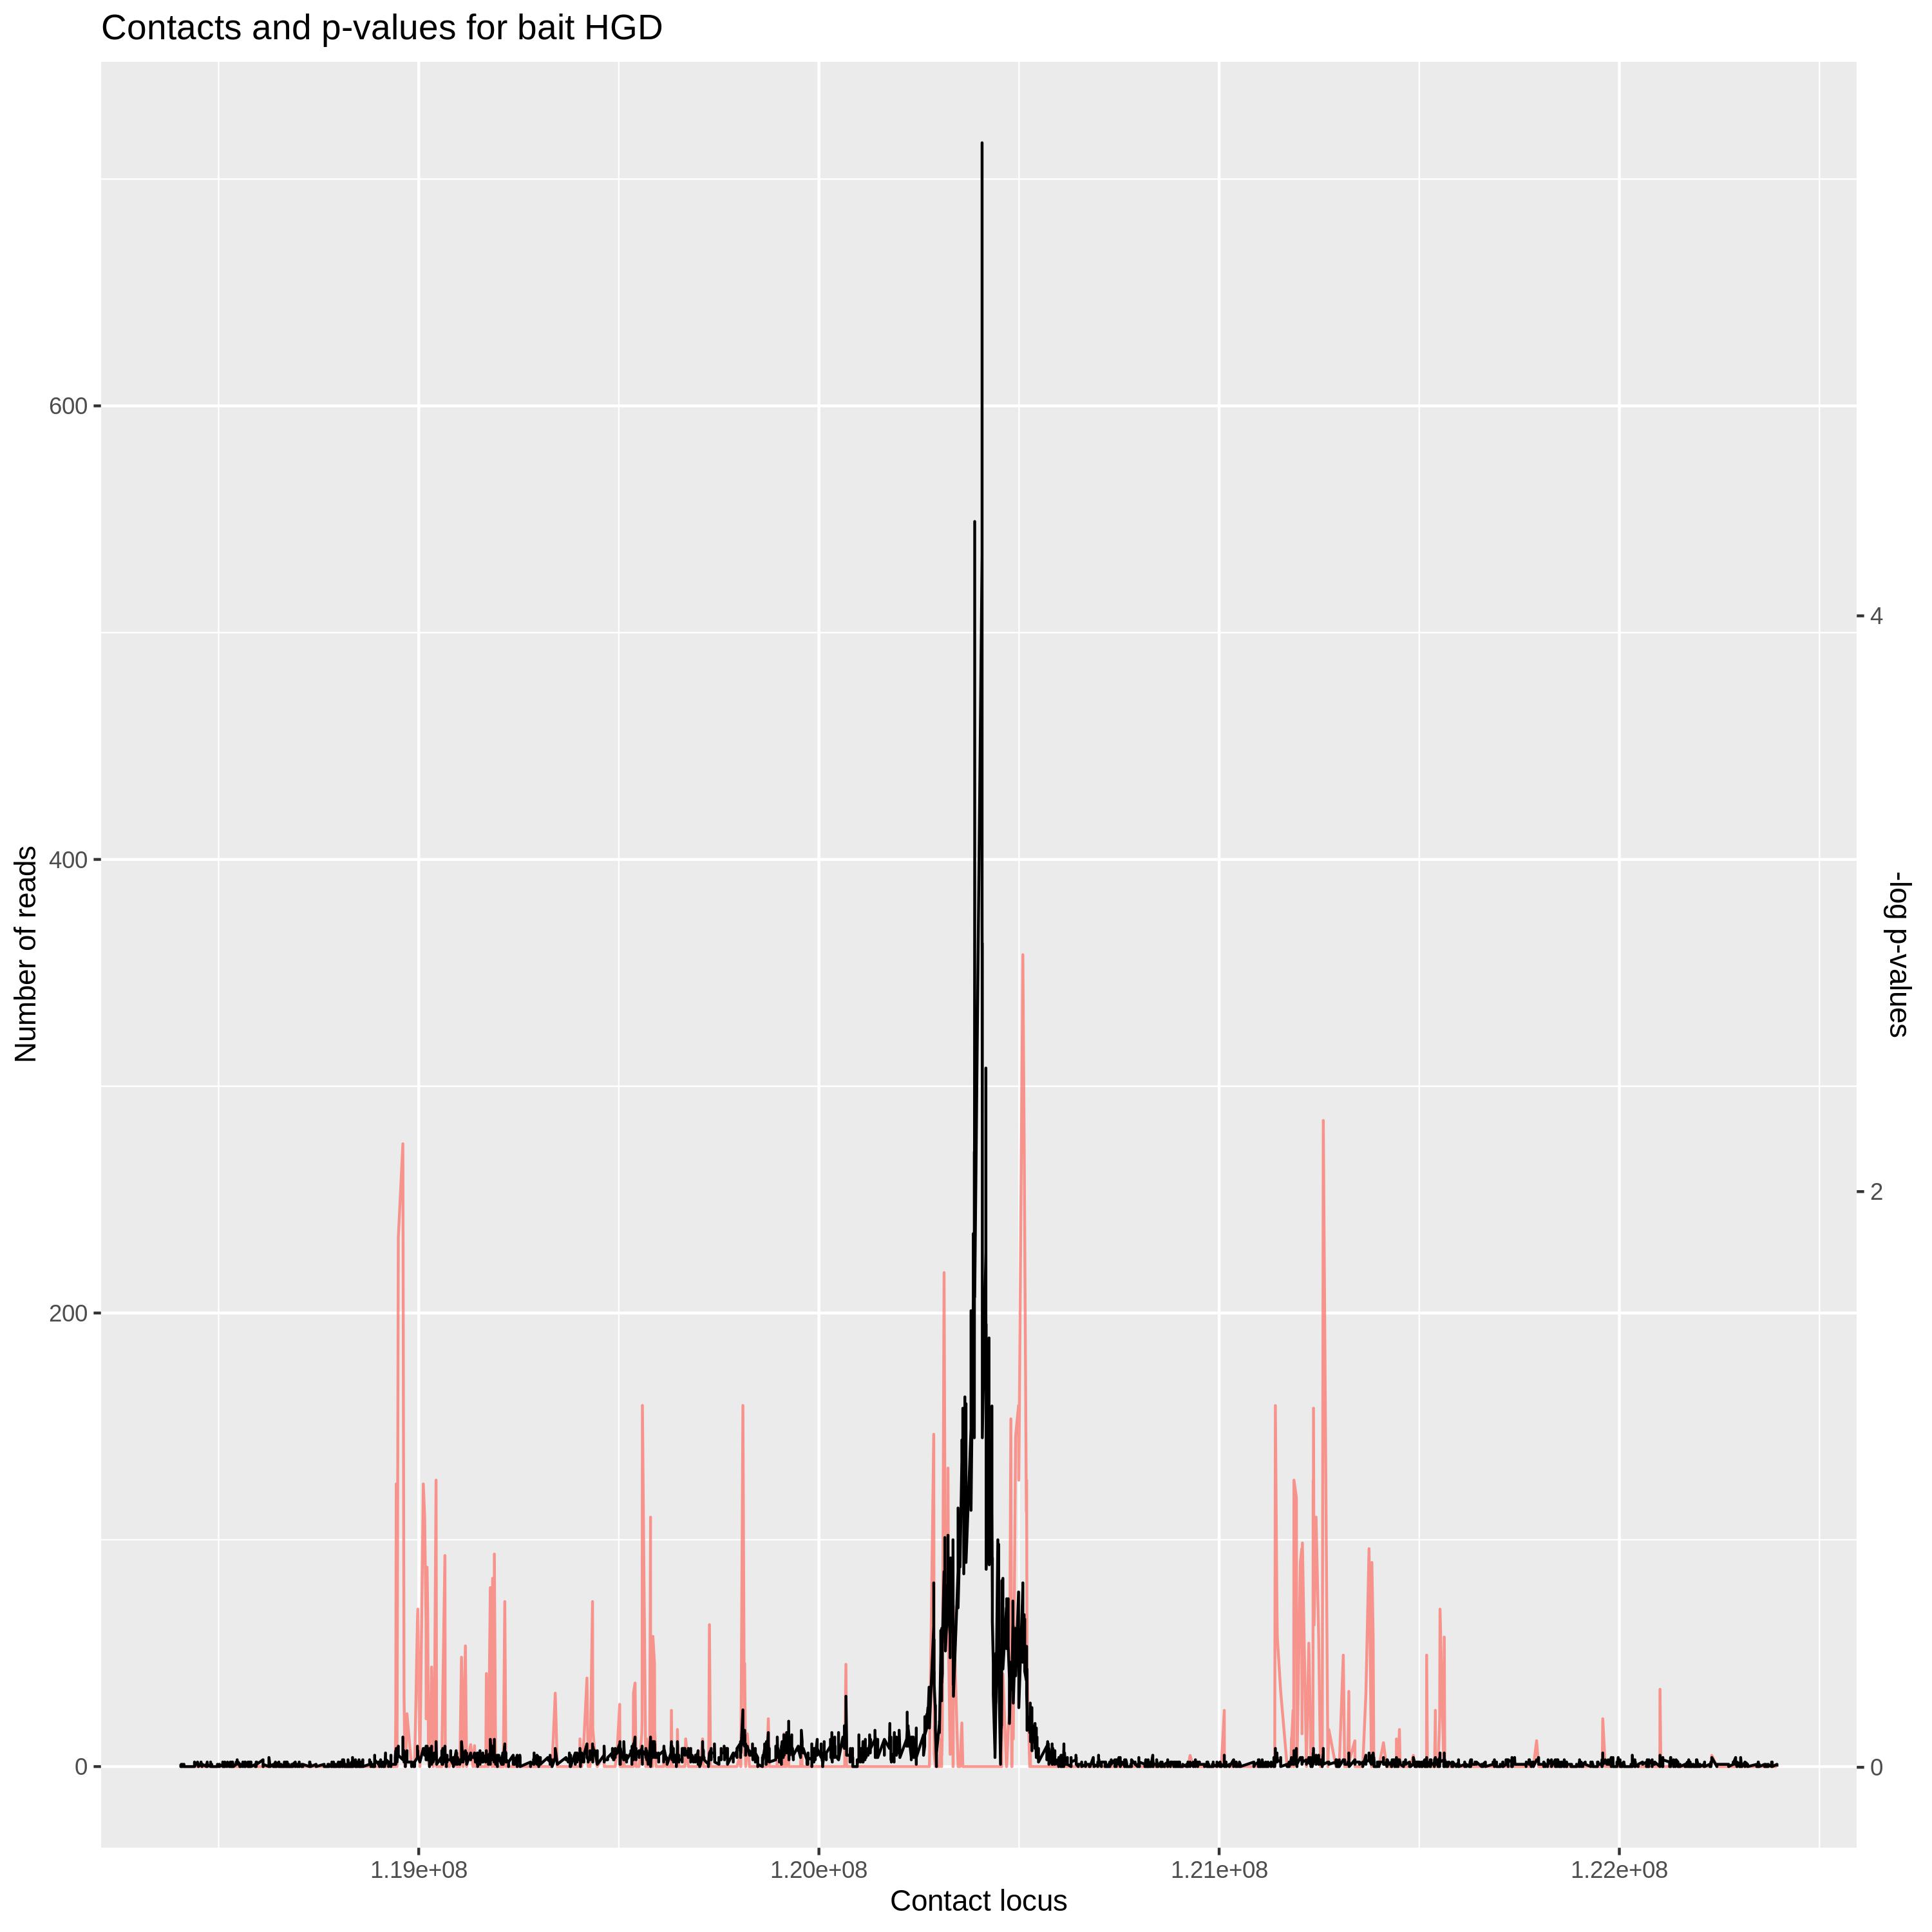 Contacts and p-values for bait HGD
600
400
200
0
Number of reads
4
2
0
-log p-values
1.19e+08
1.20e+08
1.21e+08
1.22e+08
Contact locus